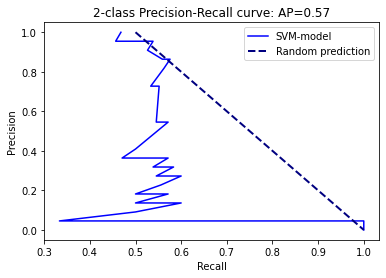 2-class Precision-Recall curve: AP=0.57
SVM-model
Random prediction
Precision
1.0
0.8
0.6
0.4
0.2
0.0
0.3 0.4 0.5 0.6 0.7 0.8 0.9 1.0
Recall